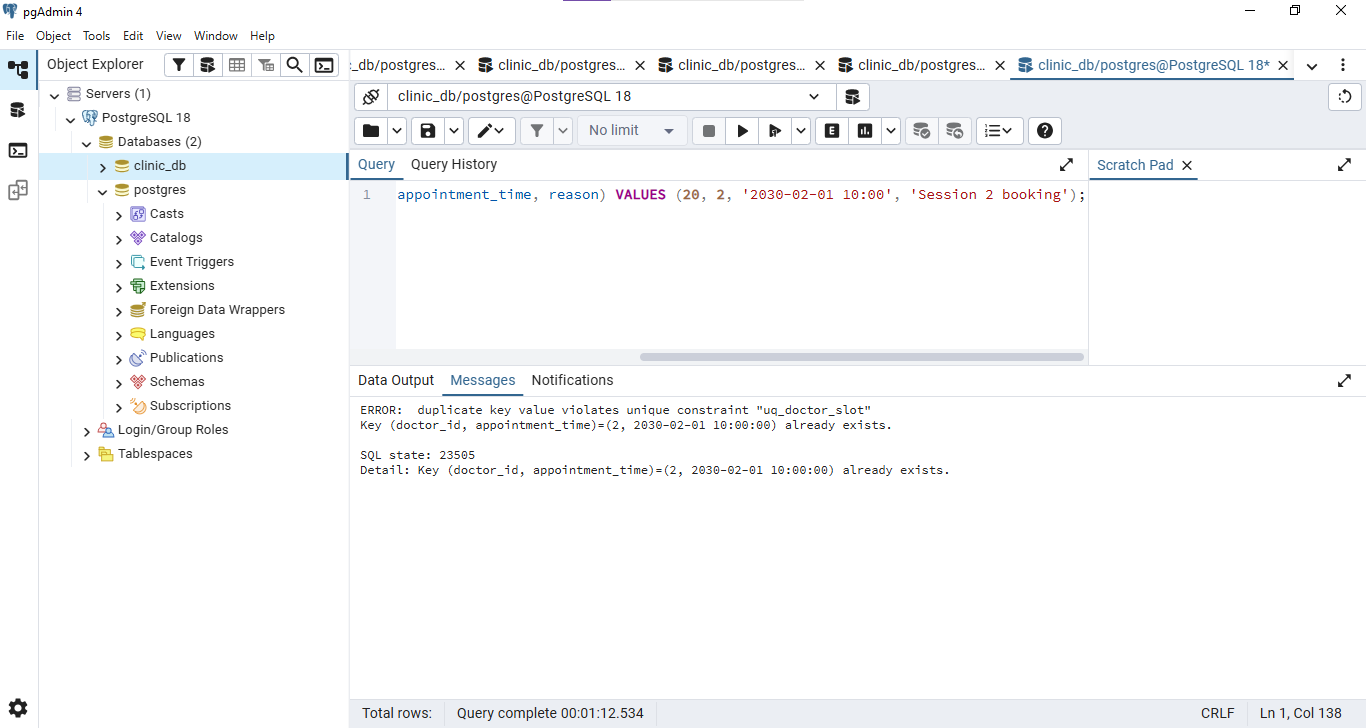 pgAdmin 4
File Object Tools Edit View Window Help
Object Explorer
Servers (1)
PostgreSQL 18
Databases (2)
clinic_db
postgres
Casts
Catalogs
Event Triggers
Extensions
Foreign Data Wrappers
Languages
Publications
Schemas
Subscriptions
Login/Group Roles
Tablespaces
_db/postgres... clinic_db/postgres... clinic_db/postgres... clinic_db/postgres... clinic_db/postgres@PostgreSQL 18*
clinic_db/postgres@PostgreSQL 18
No limit
E
Query Query History
Scratch Pad
1 appointment_time, reason) VALUES (20, 2, '2030-02-01 10:00', 'Session 2 booking');
Data Output Messages Notifications
ERROR:  duplicate key value violates unique constraint "uq_doctor_slot"
Key (doctor_id, appointment_time)=(2, 2030-02-01 10:00:00) already exists.
SQL state: 23505
Detail: Key (doctor_id, appointment_time)=(2, 2030-02-01 10:00:00) already exists.
Total rows: Query complete 00:01:12.534 CRLF Ln 1, Col 138